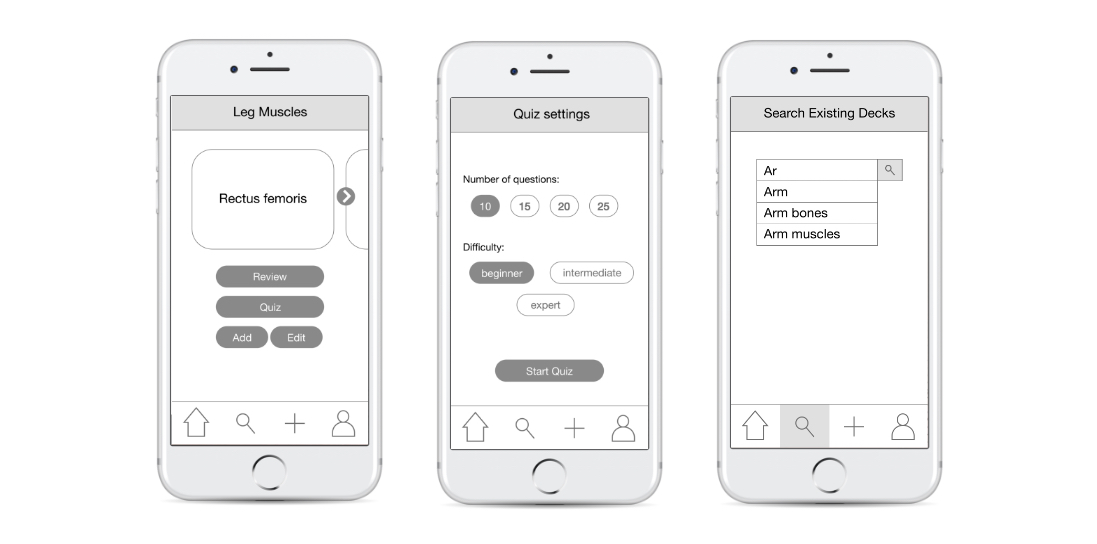 Leg Muscles
Rectus femoris
Review
Quiz
Add Edit
Quiz settings
Number of questions:
10 15 20 25
Difficulty:
beginner intermediate
expert
Start Quiz
Search Existing Decks
Ar
Arm
Arm bones
Arm muscles